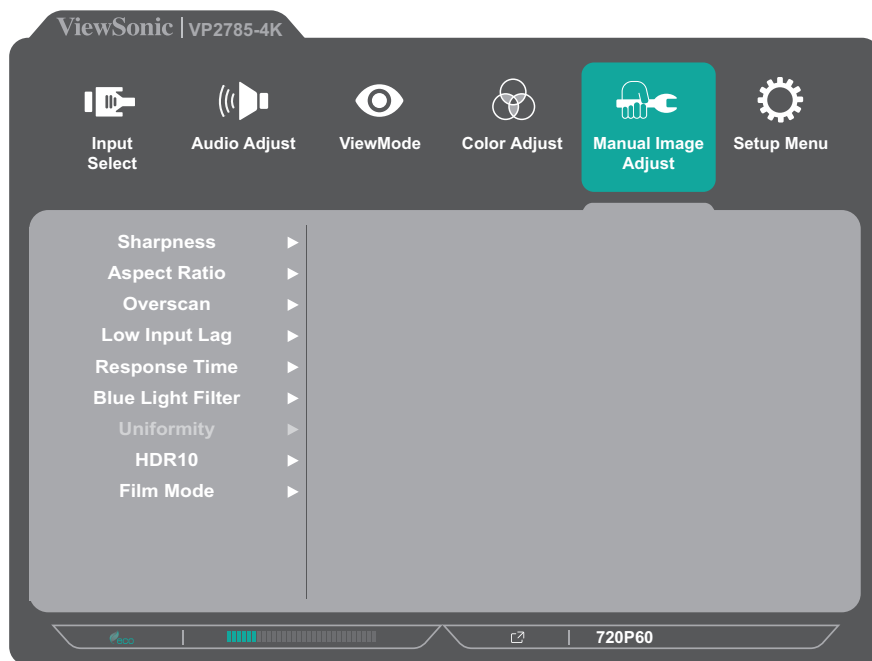 ViewSonic | VP2785-4K
Input
Select
Audio Adjust
ViewMode
Color Adjust
Manual Image
Adjust
Setup Menu
Sharpness
Aspect Ratio
Overscan
Low Input Lag
Response Time
Blue Light Filter
Uniformity
HDR10
Film Mode
eco
720P60